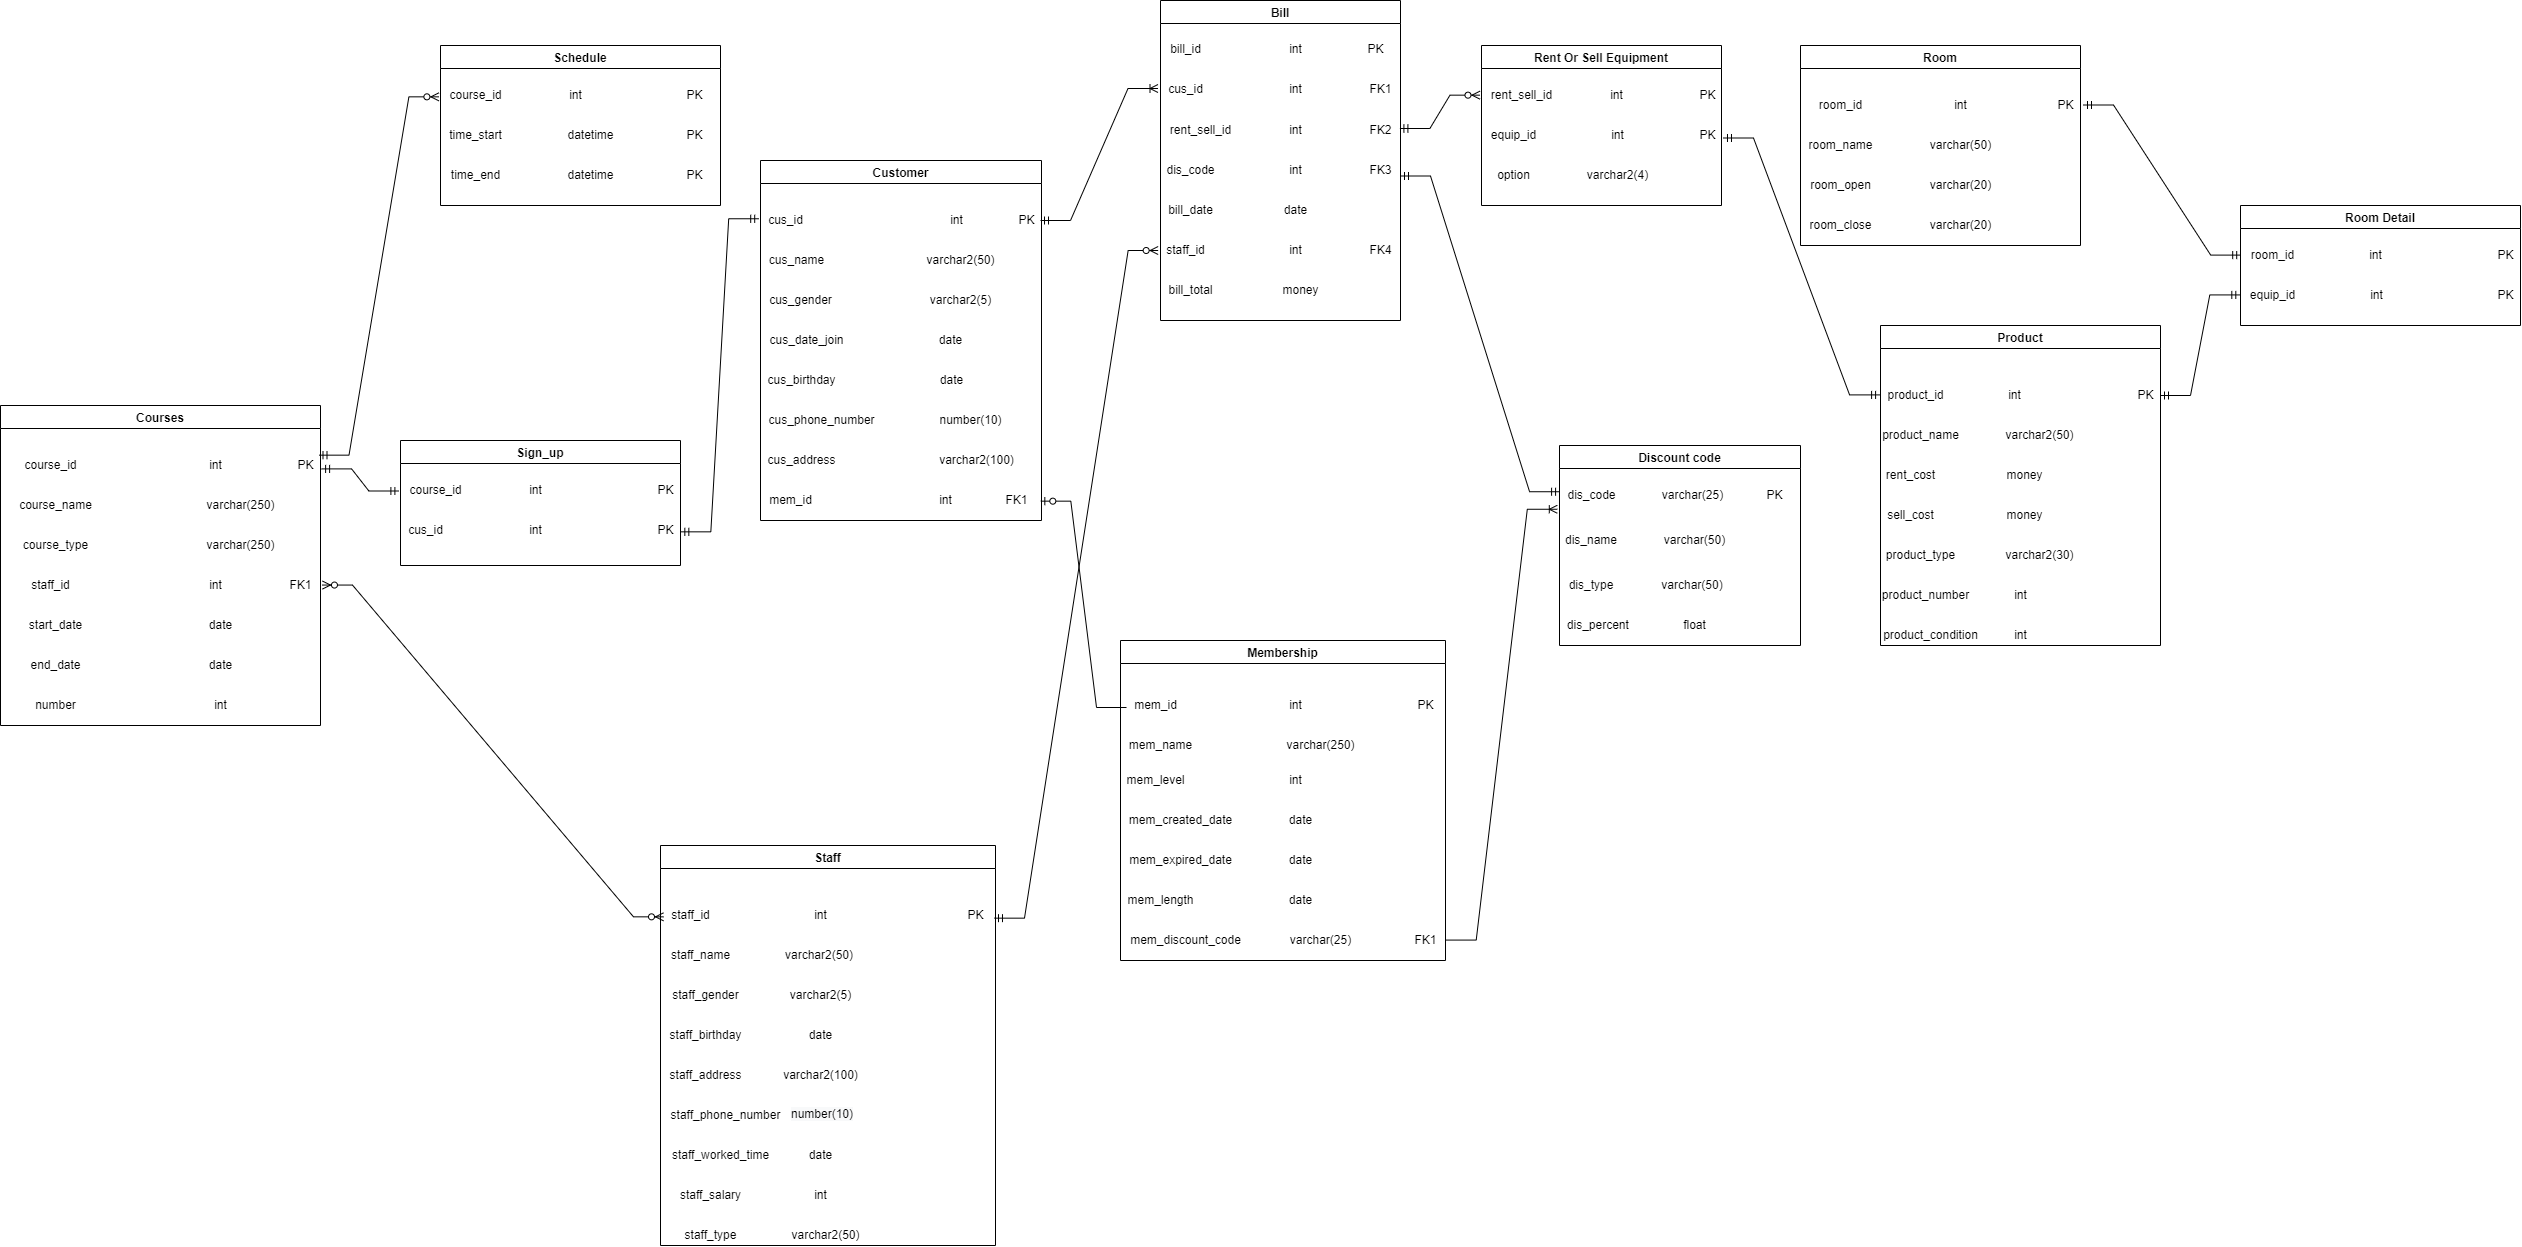 Bill
bill_id int PK
cus_id int FK1
rent_sell_id int FK2
dis_code int FK3
bill_date date
staff_id int FK4
bill_total money
Schedule
course_id int PK
time_start datetime PK
time_end datetime PK
Rent Or Sell Equipment
rent_sell_id int PK
equip_id int PK
option varchar2(4)
Room
room_id int PK
room_name varchar(50)
room_open varchar(20)
room_close varchar(20)
Customer
cus_id int PK
cus_name varchar2(50)
cus_gender varchar2(5)
cus_date_join date
cus_birthday date
cus_phone_number number(10)
cus_address varchar2(100)
mem_id int FK1
Room Detail
room_id int PK
equip_id int PK
Product
product_id int PK
product_name varchar2(50)
rent_cost money
sell_cost money
product_type varchar2(30)
product_number int
product_condition int
Courses
course_id int PK
course_name varchar(250)
course_type varchar(250)
staff_id int FK1
start_date date
end_date date
number int
Sign_up
course_id int PK
cus_id int PK
Discount code
dis_code varchar(25) PK
dis_name varchar(50)
dis_type varchar(50)
dis_percent float
Membership
mem_id int PK
mem_name varchar(250)
mem_level int
mem_created_date date
mem_expired_date date
mem_length date
mem_discount_code varchar(25) FK1
Staff
staff_id int PK
staff_name varchar2(50)
staff_gender varchar2(5)
staff_birthday date
staff_address varchar2(100)
staff_phone_number number(10)
staff_worked_time date
staff_salary int
staff_type varchar2(50)